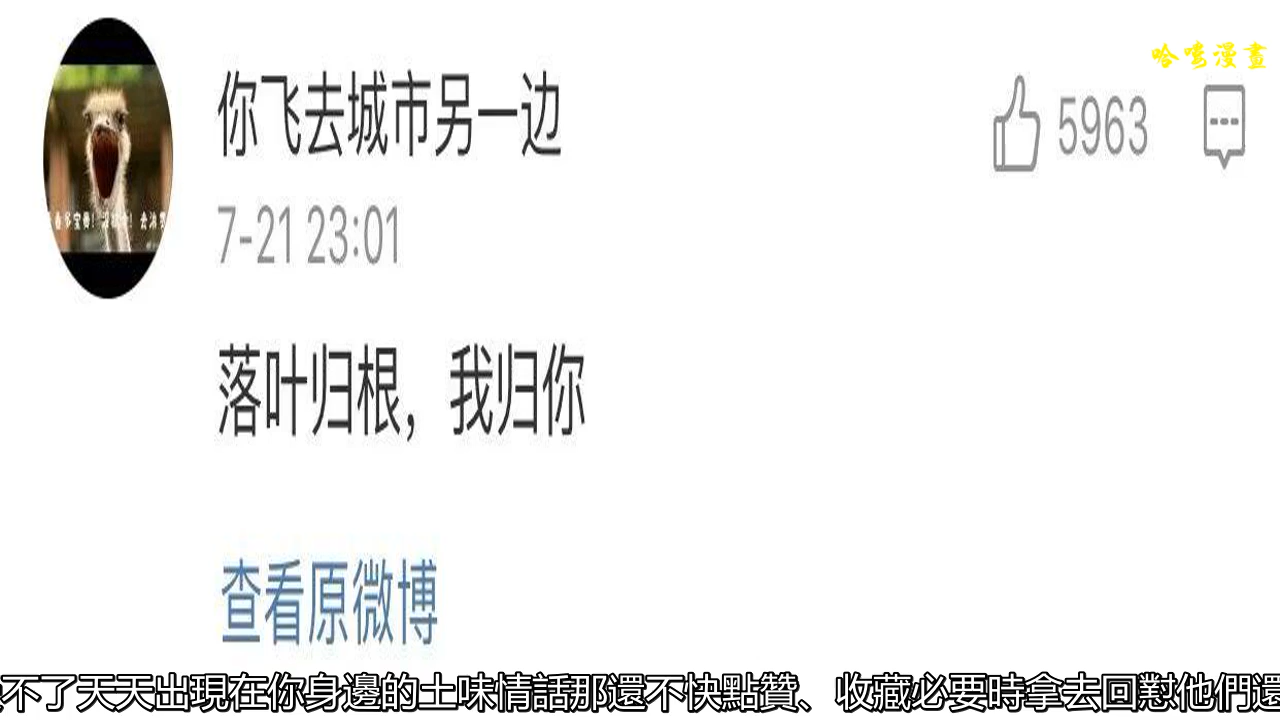 哈嘍漫畫
你飞去城市另一边
5963
7-21 23:01
落叶归根，我归你
查看原微博
不了天天出現在你身邊的土味情話那還不快點贊、收藏必要時拿去回懟他們還